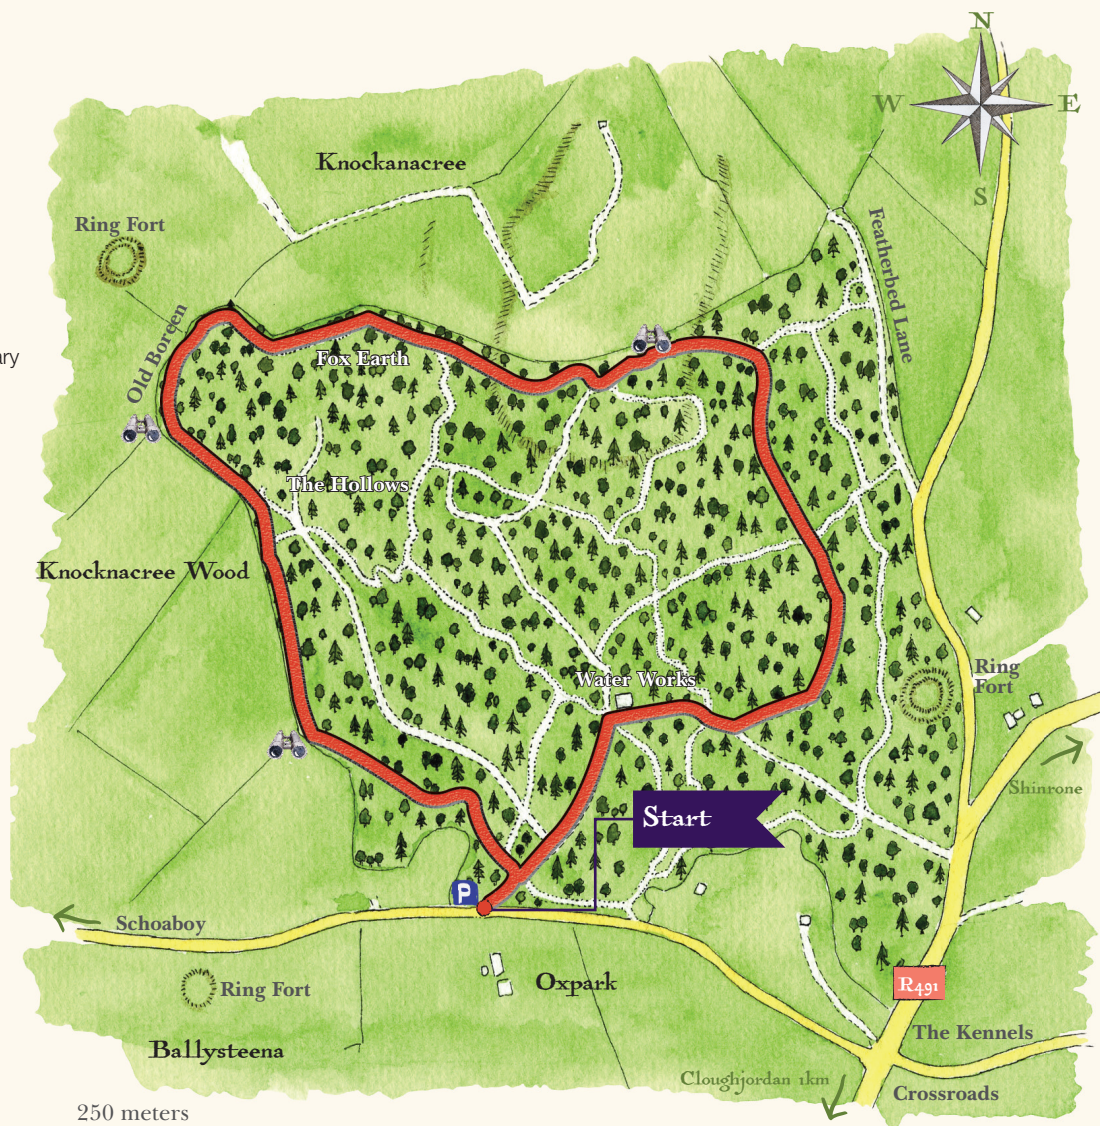 N
W
E
S
Knockanacree
Ring Fort
Featherbed Lane
Old Boreen
ary
Fox Earth
The Hollows
Knocknacree Wood
Water Works
Ring
Fort
Shinrone
Start
P
Schoaboy
Ring Fort
Oxpark
R491
The Kennels
Ballysteena
Cloughjordan 1km
Crossroads
250 meters